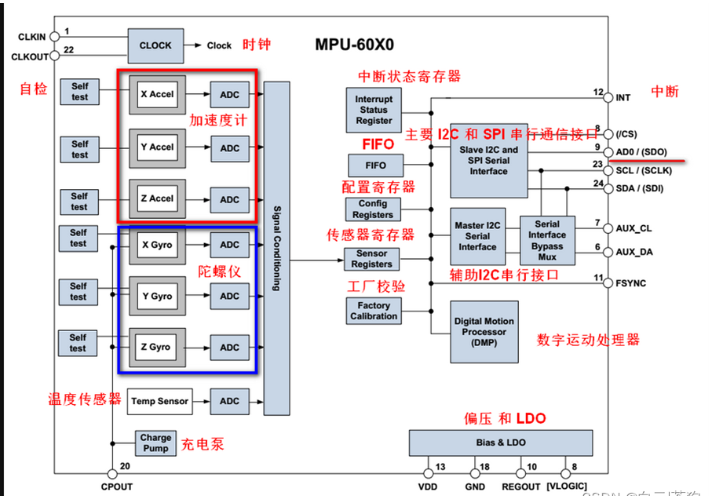 CLKIN 1
CLKOUT 22
CLOCK
Clock
时钟
MPU-60X0
自检
Self test
X Accel
ADC
加速度计
Self test
Y Accel
ADC
Self test
Z Accel
ADC
Self test
X Gyro
ADC
陀螺仪
Self test
Y Gyro
ADC
Self test
Z Gyro
ADC
温度传感器
Temp Sensor
ADC
Charge Pump
充电泵
20
CPOUT
Signal Conditioning
中断状态寄存器
Interrupt Status Register
FIFO
FIFO
配置寄存器
Config Registers
传感器寄存器
Sensor Registers
工厂校验
Factory Calibration
主要 I2C 和 SPI 串行通信接口
Slave I2C and SPI Serial Interface
Master I2C Serial Interface
Serial Interface Bypass Mux
辅助I2C串行接口
Digital Motion Processor (DMP)
数字运动处理器
12 INT
中断
8 (/CS)
9 AD0 / (SDO)
23 SCL / (SCLK)
24 SDA / (SDI)
7 AUX_CL
6 AUX_DA
11 FSYNC
偏压 和 LDO
Bias & LDO
13 18 10 8
VDD GND REGOUT [VLOGIC]